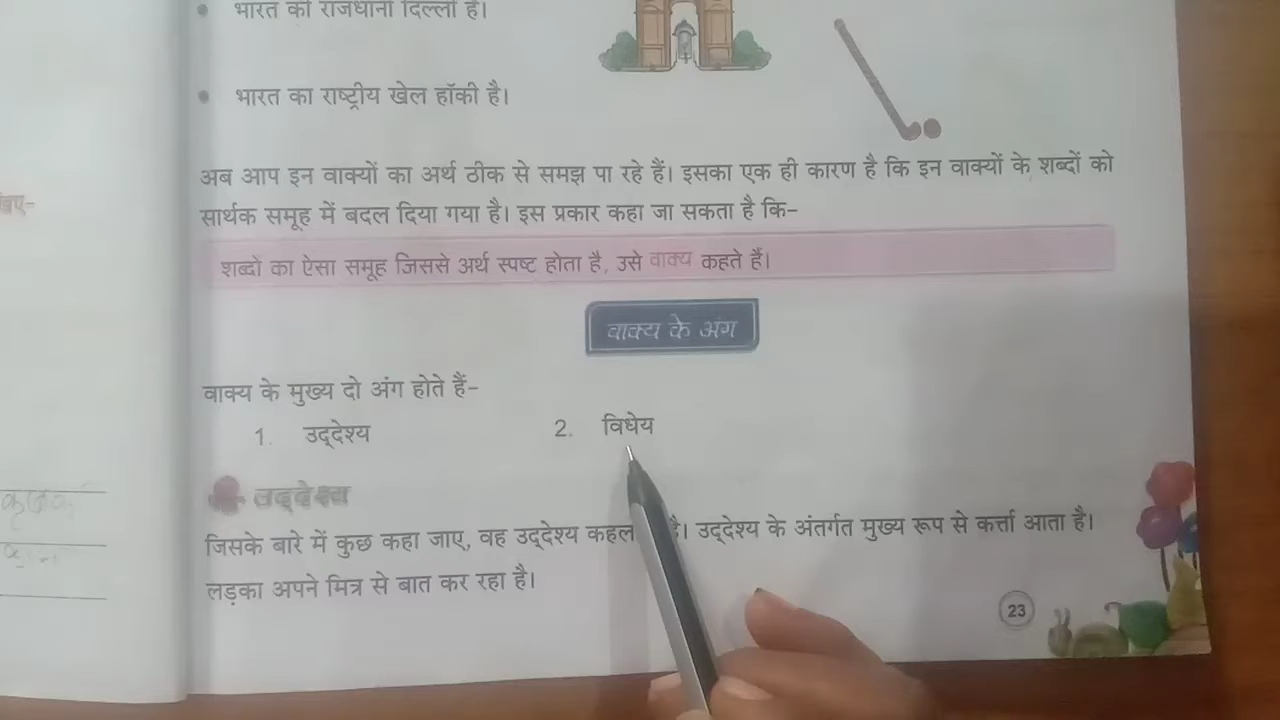 भारत की राजधानी दिल्ली है।
भारत का राष्ट्रीय खेल हॉकी है।
अब आप इन वाक्यों का अर्थ ठीक से समझ पा रहे हैं। इसका एक ही कारण है कि इन वाक्यों के शब्दों को
सार्थक समूह में बदल दिया गया है। इस प्रकार कहा जा सकता है कि–
शब्दों का ऐसा समूह जिससे अर्थ स्पष्ट होता है, उसे वाक्य कहते हैं।
वाक्य के अंग
वाक्य के मुख्य दो अंग होते हैं–
1. उद्देश्य 2. विधेय
उद्देश्य
जिसके बारे में कुछ कहा जाए, वह उद्देश्य है। उद्देश्य के अंतर्गत मुख्य रूप से कर्त्ता आता है।
लड़का अपने मित्र से बात कर रहा है।
23